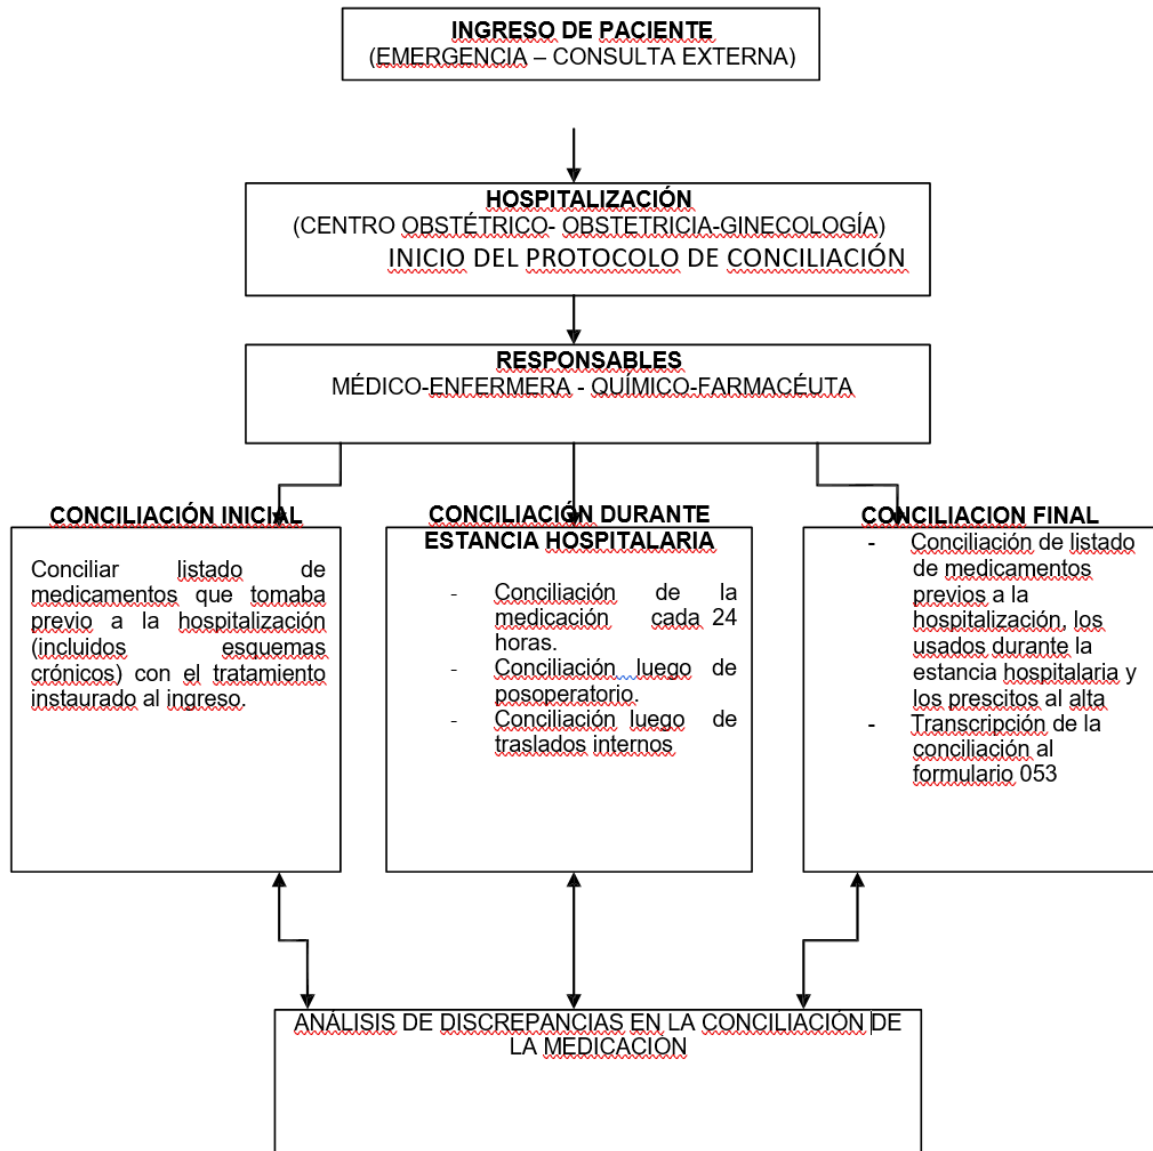 INGRESO DE PACIENTE
(EMERGENCIA – CONSULTA EXTERNA)
HOSPITALIZACIÓN
(CENTRO OBSTÉTRICO- OBSTETRICIA-GINECOLOGÍA)
INICIO DEL PROTOCOLO DE CONCILIACIÓN
RESPONSABLES
MÉDICO-ENFERMERA - QUÍMICO-FARMACÉUTA
CONCILIACIÓN INICIAL
Conciliar listado de
medicamentos que tomaba
previo a la hospitalización
(incluidos esquemas
crónicos) con el tratamiento
instaurado al ingreso.
CONCILIACIÓN DURANTE
ESTANCIA HOSPITALARIA
- Conciliación de la
medicación cada 24
horas.
- Conciliación luego de
posoperatorio.
- Conciliación luego de
traslados internos
CONCILIACION FINAL
- Conciliación de listado
de medicamentos
previos a la
hospitalización, los
usados durante la
estancia hospitalaria y
los prescitos al alta
- Transcripción de la
conciliación al
formulario 053
ANÁLISIS DE DISCREPANCIAS EN LA CONCILIACIÓN DE
LA MEDICACIÓN